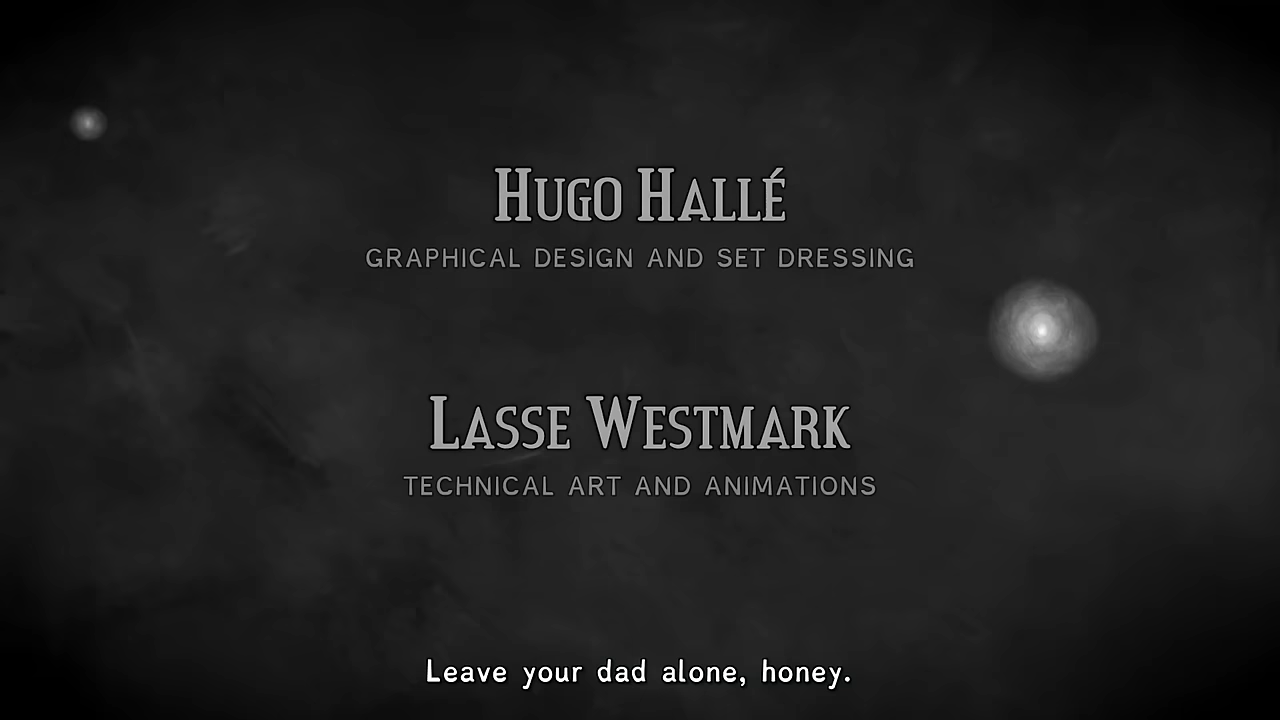 Hugo Hallé
GRAPHICAL DESIGN AND SET DRESSING
Lasse Westmark
TECHNICAL ART AND ANIMATIONS
Leave your dad alone, honey.